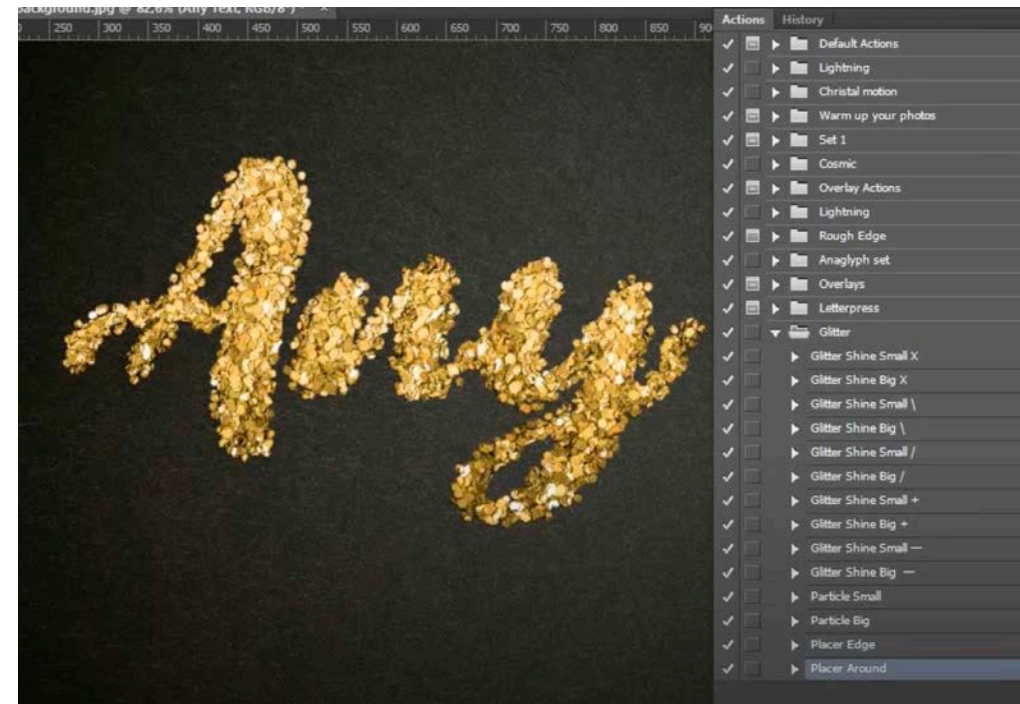 background.jpg @ 82,6% (Any Text, RGB/8*) * ×
250 300 350 400 450 500 550 600 650 700 750 800 850 90
Any
Actions History
Default Actions
Lightning
Christal motion
Warm up your photos
Set 1
Cosmic
Overlay Actions
Lightning
Rough Edge
Anaglyph set
Overlays
Letterpress
Glitter
Glitter Shine Small X
Glitter Shine Big X
Glitter Shine Small \
Glitter Shine Big \
Glitter Shine Small /
Glitter Shine Big /
Glitter Shine Small +
Glitter Shine Big +
Glitter Shine Small —
Glitter Shine Big —
Particle Small
Particle Big
Placer Edge
Placer Around